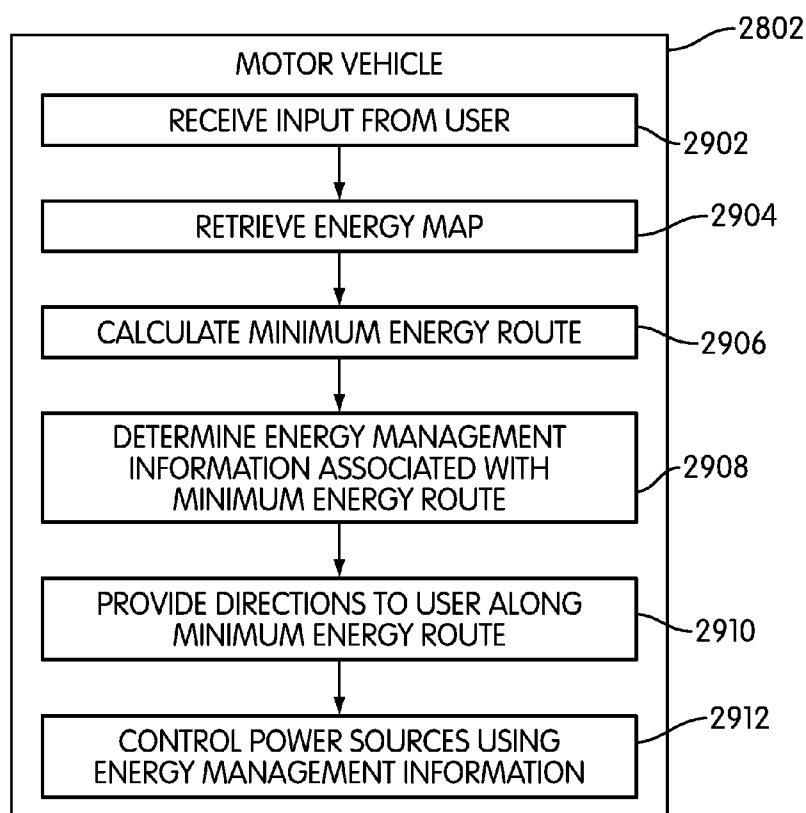 2802
MOTOR VEHICLE
RECEIVE INPUT FROM USER
2902
RETRIEVE ENERGY MAP
2904
CALCULATE MINIMUM ENERGY ROUTE
2906
DETERMINE ENERGY MANAGEMENT
INFORMATION ASSOCIATED WITH
MINIMUM ENERGY ROUTE
2908
PROVIDE DIRECTIONS TO USER ALONG
MINIMUM ENERGY ROUTE
2910
CONTROL POWER SOURCES USING
ENERGY MANAGEMENT INFORMATION
2912